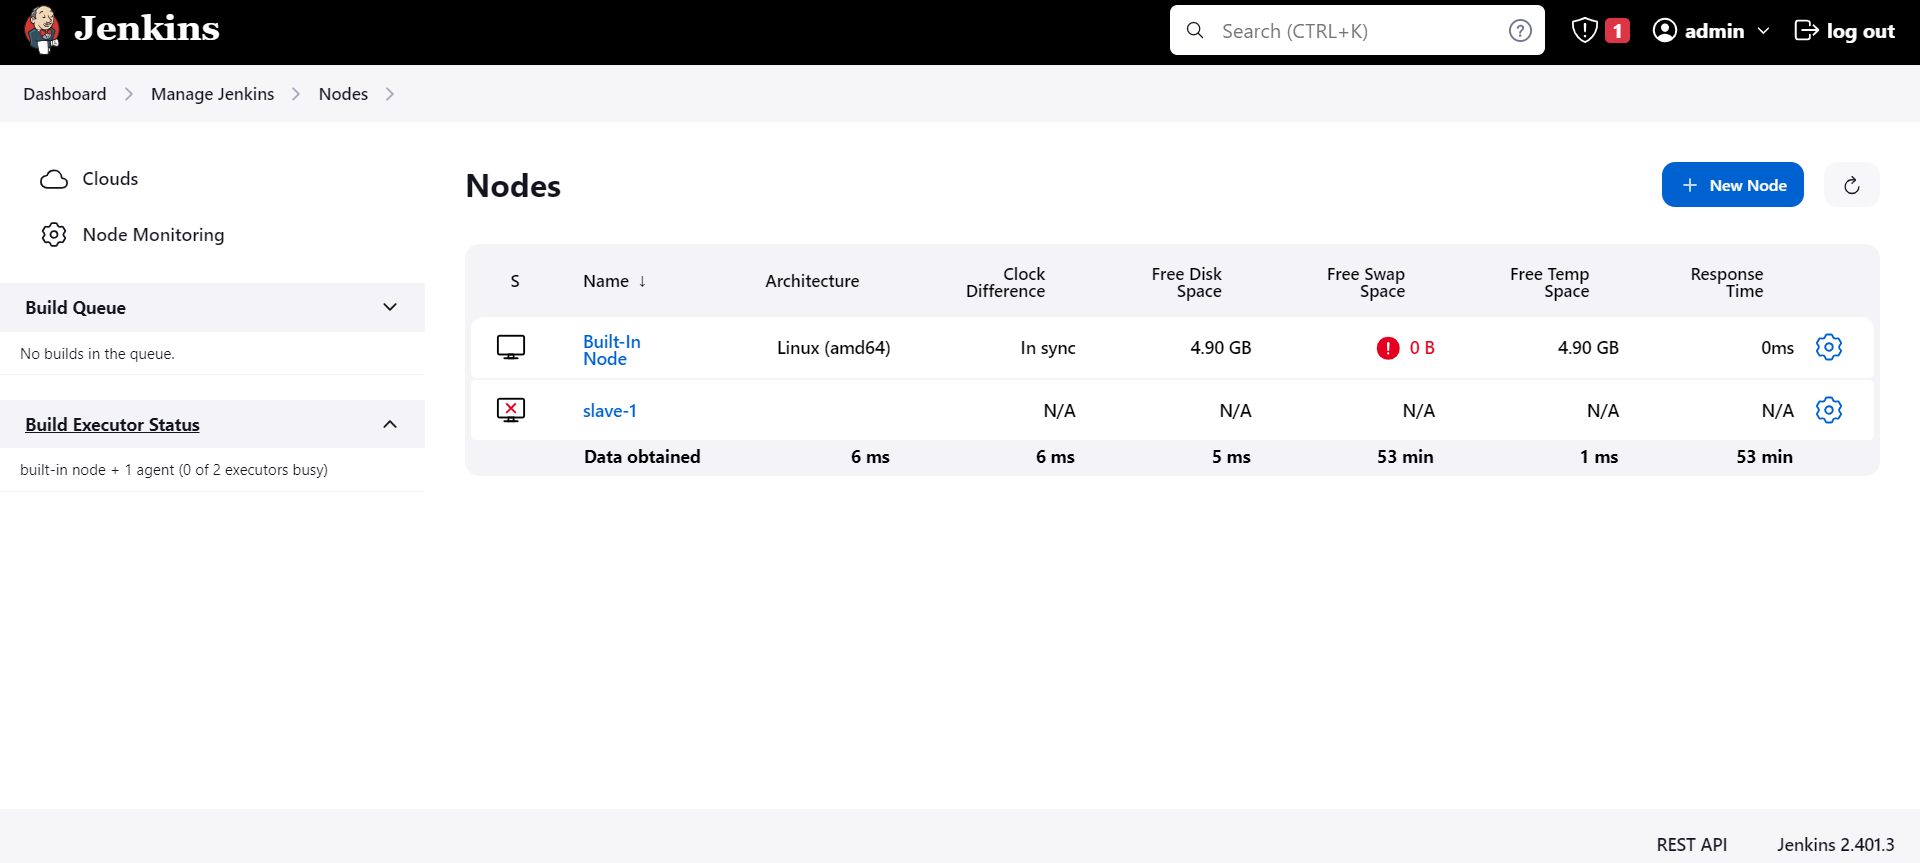 Jenkins
Search (CTRL+K)
1
admin
log out
Dashboard
Manage Jenkins
Nodes
Clouds
Node Monitoring
Build Queue
No builds in the queue.
Build Executor Status
built-in node + 1 agent (0 of 2 executors busy)
Nodes
New Node
S Name ↓ Architecture Clock Difference Free Disk Space Free Swap Space Free Temp Space Response Time
Built-In Node Linux (amd64) In sync 4.90 GB 0 B 4.90 GB 0ms
slave-1 N/A N/A N/A N/A N/A
Data obtained 6 ms 6 ms 5 ms 53 min 1 ms 53 min
REST API
Jenkins 2.401.3